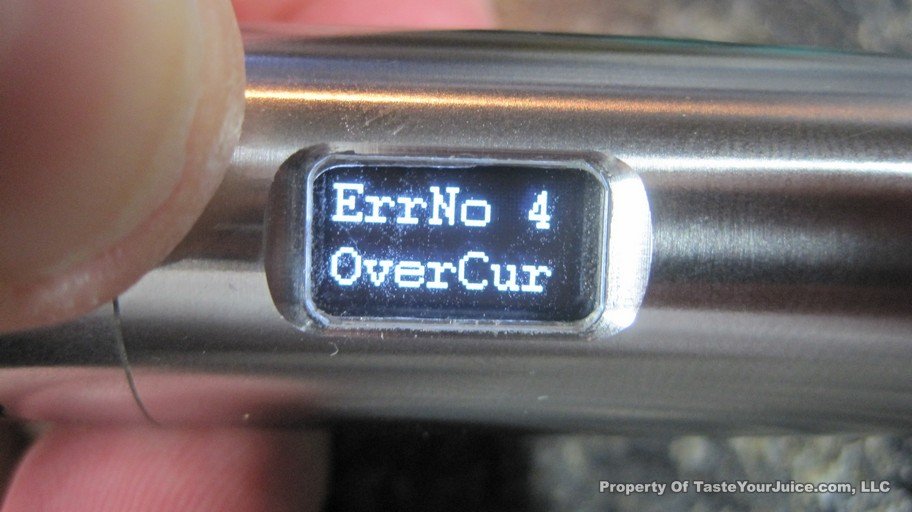 ErrNo 4
OverCur
Property Of TasteYourJuice.com, LLC